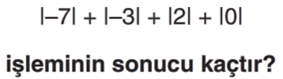 |–7| + |–3| + |2| + |0|
işleminin sonucu kaçtır?